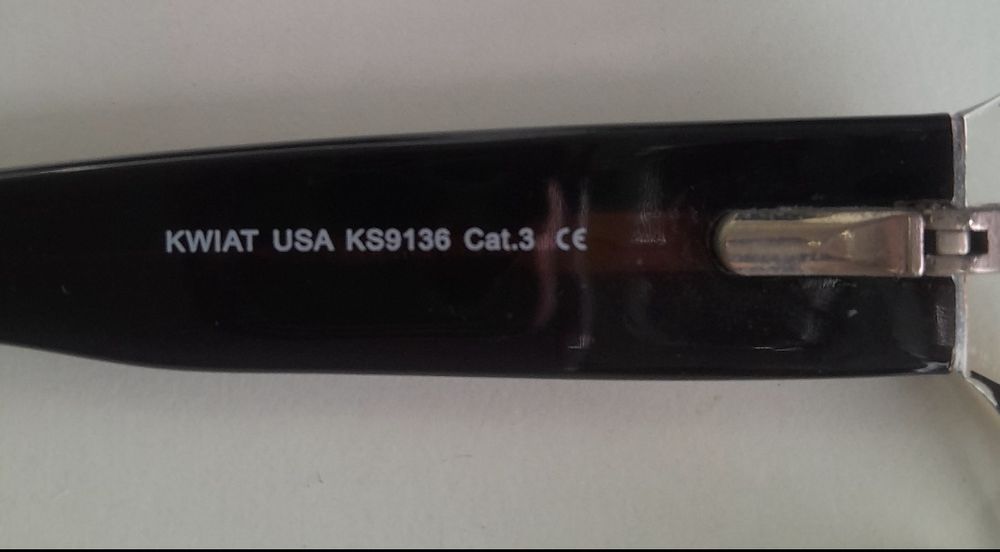 KWIAT USA KS9136 Cat.3 CE